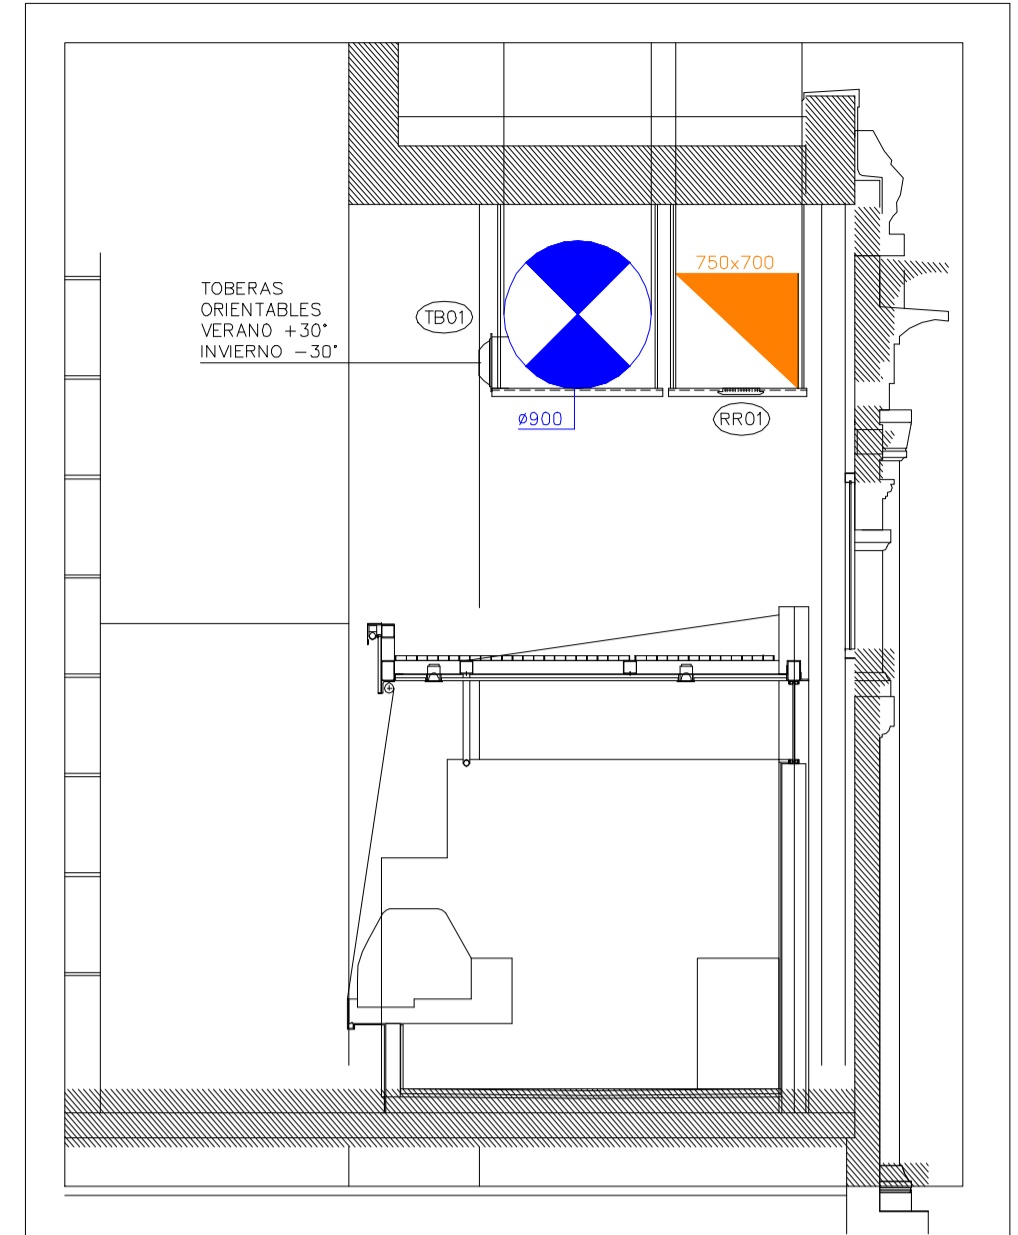 750x700
TOBERAS
ORIENTABLES
VERANO +30°
INVIERNO -30°
TB01
ø900
RR01